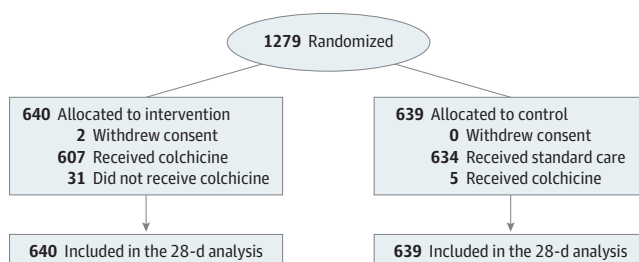 1279 Randomized
640 Allocated to intervention
2 Withdrew consent
607 Received colchicine
31 Did not receive colchicine
639 Allocated to control
0 Withdrew consent
634 Received standard care
5 Received colchicine
640 Included in the 28-d analysis
639 Included in the 28-d analysis